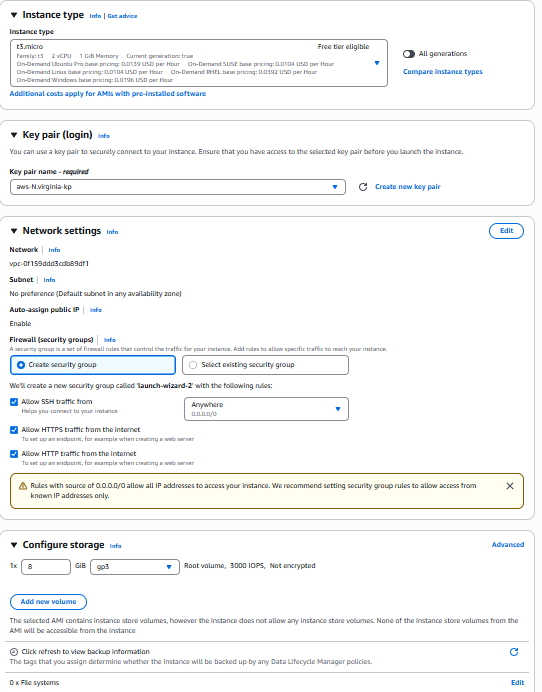 Instance type Info | Get advice
Instance type
t3.micro Free tier eligible
Family: t3 2 vCPU 1 GiB Memory Current generation: true
On-Demand Ubuntu Pro base pricing: 0.0139 USD per Hour On-Demand SUSE base pricing: 0.0104 USD per Hour
On-Demand Linux base pricing: 0.0104 USD per Hour On-Demand RHEL base pricing: 0.0392 USD per Hour
On-Demand Windows base pricing: 0.0196 USD per Hour
All generations
Compare instance types
Additional costs apply for AMIs with pre-installed software
Key pair (login) Info
You can use a key pair to securely connect to your instance. Ensure that you have access to the selected key pair before you launch the instance.
Key pair name - required
aws-N.virginia-kp
Create new key pair
Network settings Info
Edit
Network | Info
vpc-0f159ddd3cdb89df1
Subnet | Info
No preference (Default subnet in any availability zone)
Auto-assign public IP | Info
Enable
Firewall (security groups) | Info
A security group is a set of firewall rules that control the traffic for your instance. Add rules to allow specific traffic to reach your instance.
Create security group
Select existing security group
We'll create a new security group called 'launch-wizard-2' with the following rules:
Allow SSH traffic from
Helps you connect to your instance
Anywhere
0.0.0.0/0
Allow HTTPS traffic from the internet
To set up an endpoint, for example when creating a web server
Allow HTTP traffic from the internet
To set up an endpoint, for example when creating a web server
Rules with source of 0.0.0.0/0 allow all IP addresses to access your instance. We recommend setting security group rules to allow access from
known IP addresses only.
Configure storage Info
Advanced
1x 8 GiB gp3 Root volume, 3000 IOPS, Not encrypted
Add new volume
The selected AMI contains instance store volumes, however the instance does not allow any instance store volumes. None of the instance store volumes from the
AMI will be accessible from the instance
Click refresh to view backup information
The tags that you assign determine whether the instance will be backed up by any Data Lifecycle Manager policies.
0 x File systems
Edit